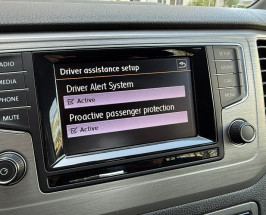 RADIO
MEDIA
PHONE
MUTE
Driver assistance setup
Driver Alert System
Active
Proactive passenger protection
Active